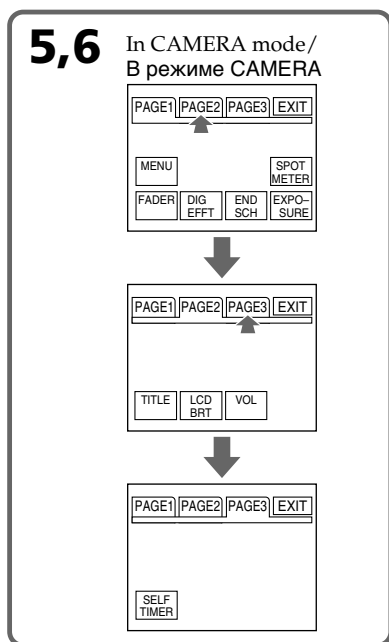 5,6 In CAMERA mode/
В режиме CAMERA
PAGE1 PAGE2 PAGE3 EXIT
MENU SPOT
METER
FADER DIG
EFFT END
SCH EXPO–
SURE
PAGE1 PAGE2 PAGE3 EXIT
TITLE LCD
BRT VOL
PAGE1 PAGE2 PAGE3 EXIT
SELF
TIMER